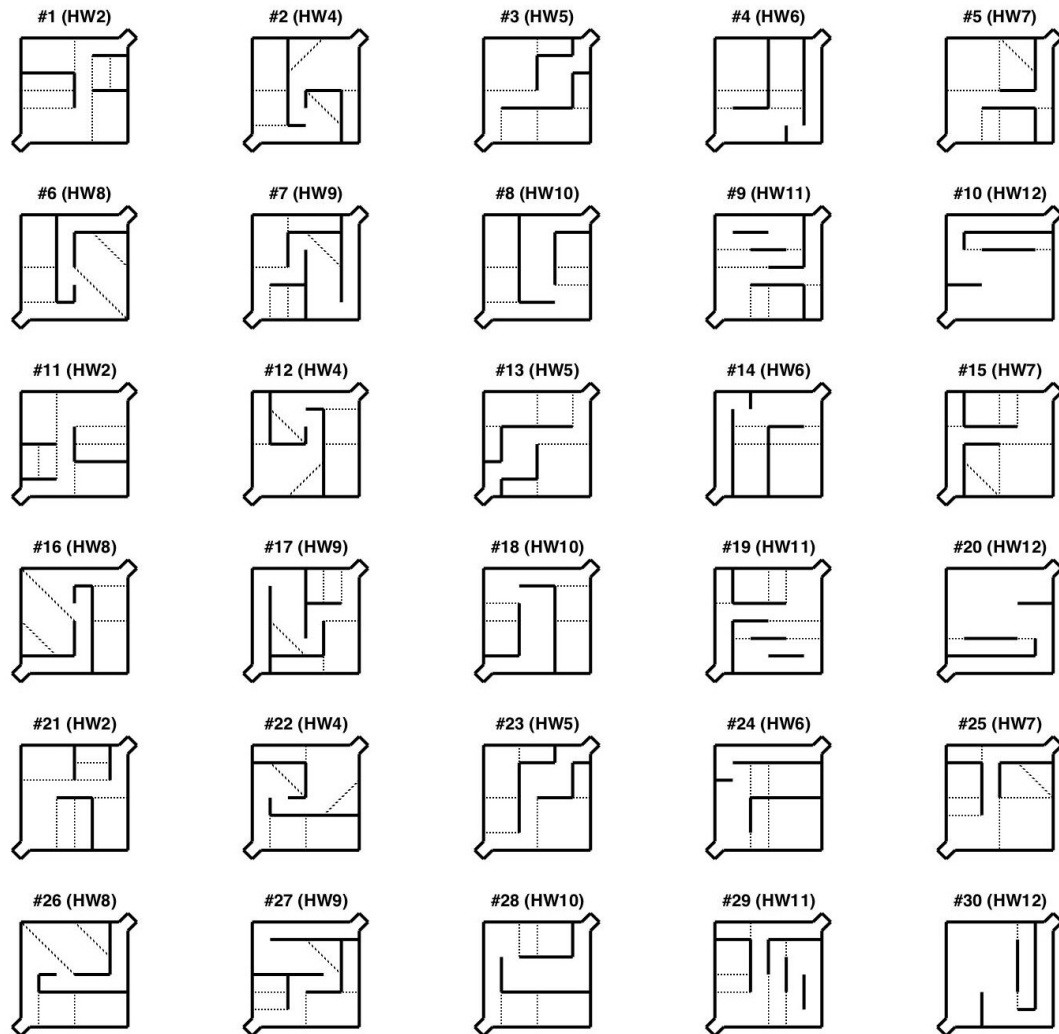 #1 (HW2) #2 (HW4) #3 (HW5) #4 (HW6) #5 (HW7)
#6 (HW8) #7 (HW9) #8 (HW10) #9 (HW11) #10 (HW12)
#11 (HW2) #12 (HW4) #13 (HW5) #14 (HW6) #15 (HW7)
#16 (HW8) #17 (HW9) #18 (HW10) #19 (HW11) #20 (HW12)
#21 (HW2) #22 (HW4) #23 (HW5) #24 (HW6) #25 (HW7)
#26 (HW8) #27 (HW9) #28 (HW10) #29 (HW11) #30 (HW12)